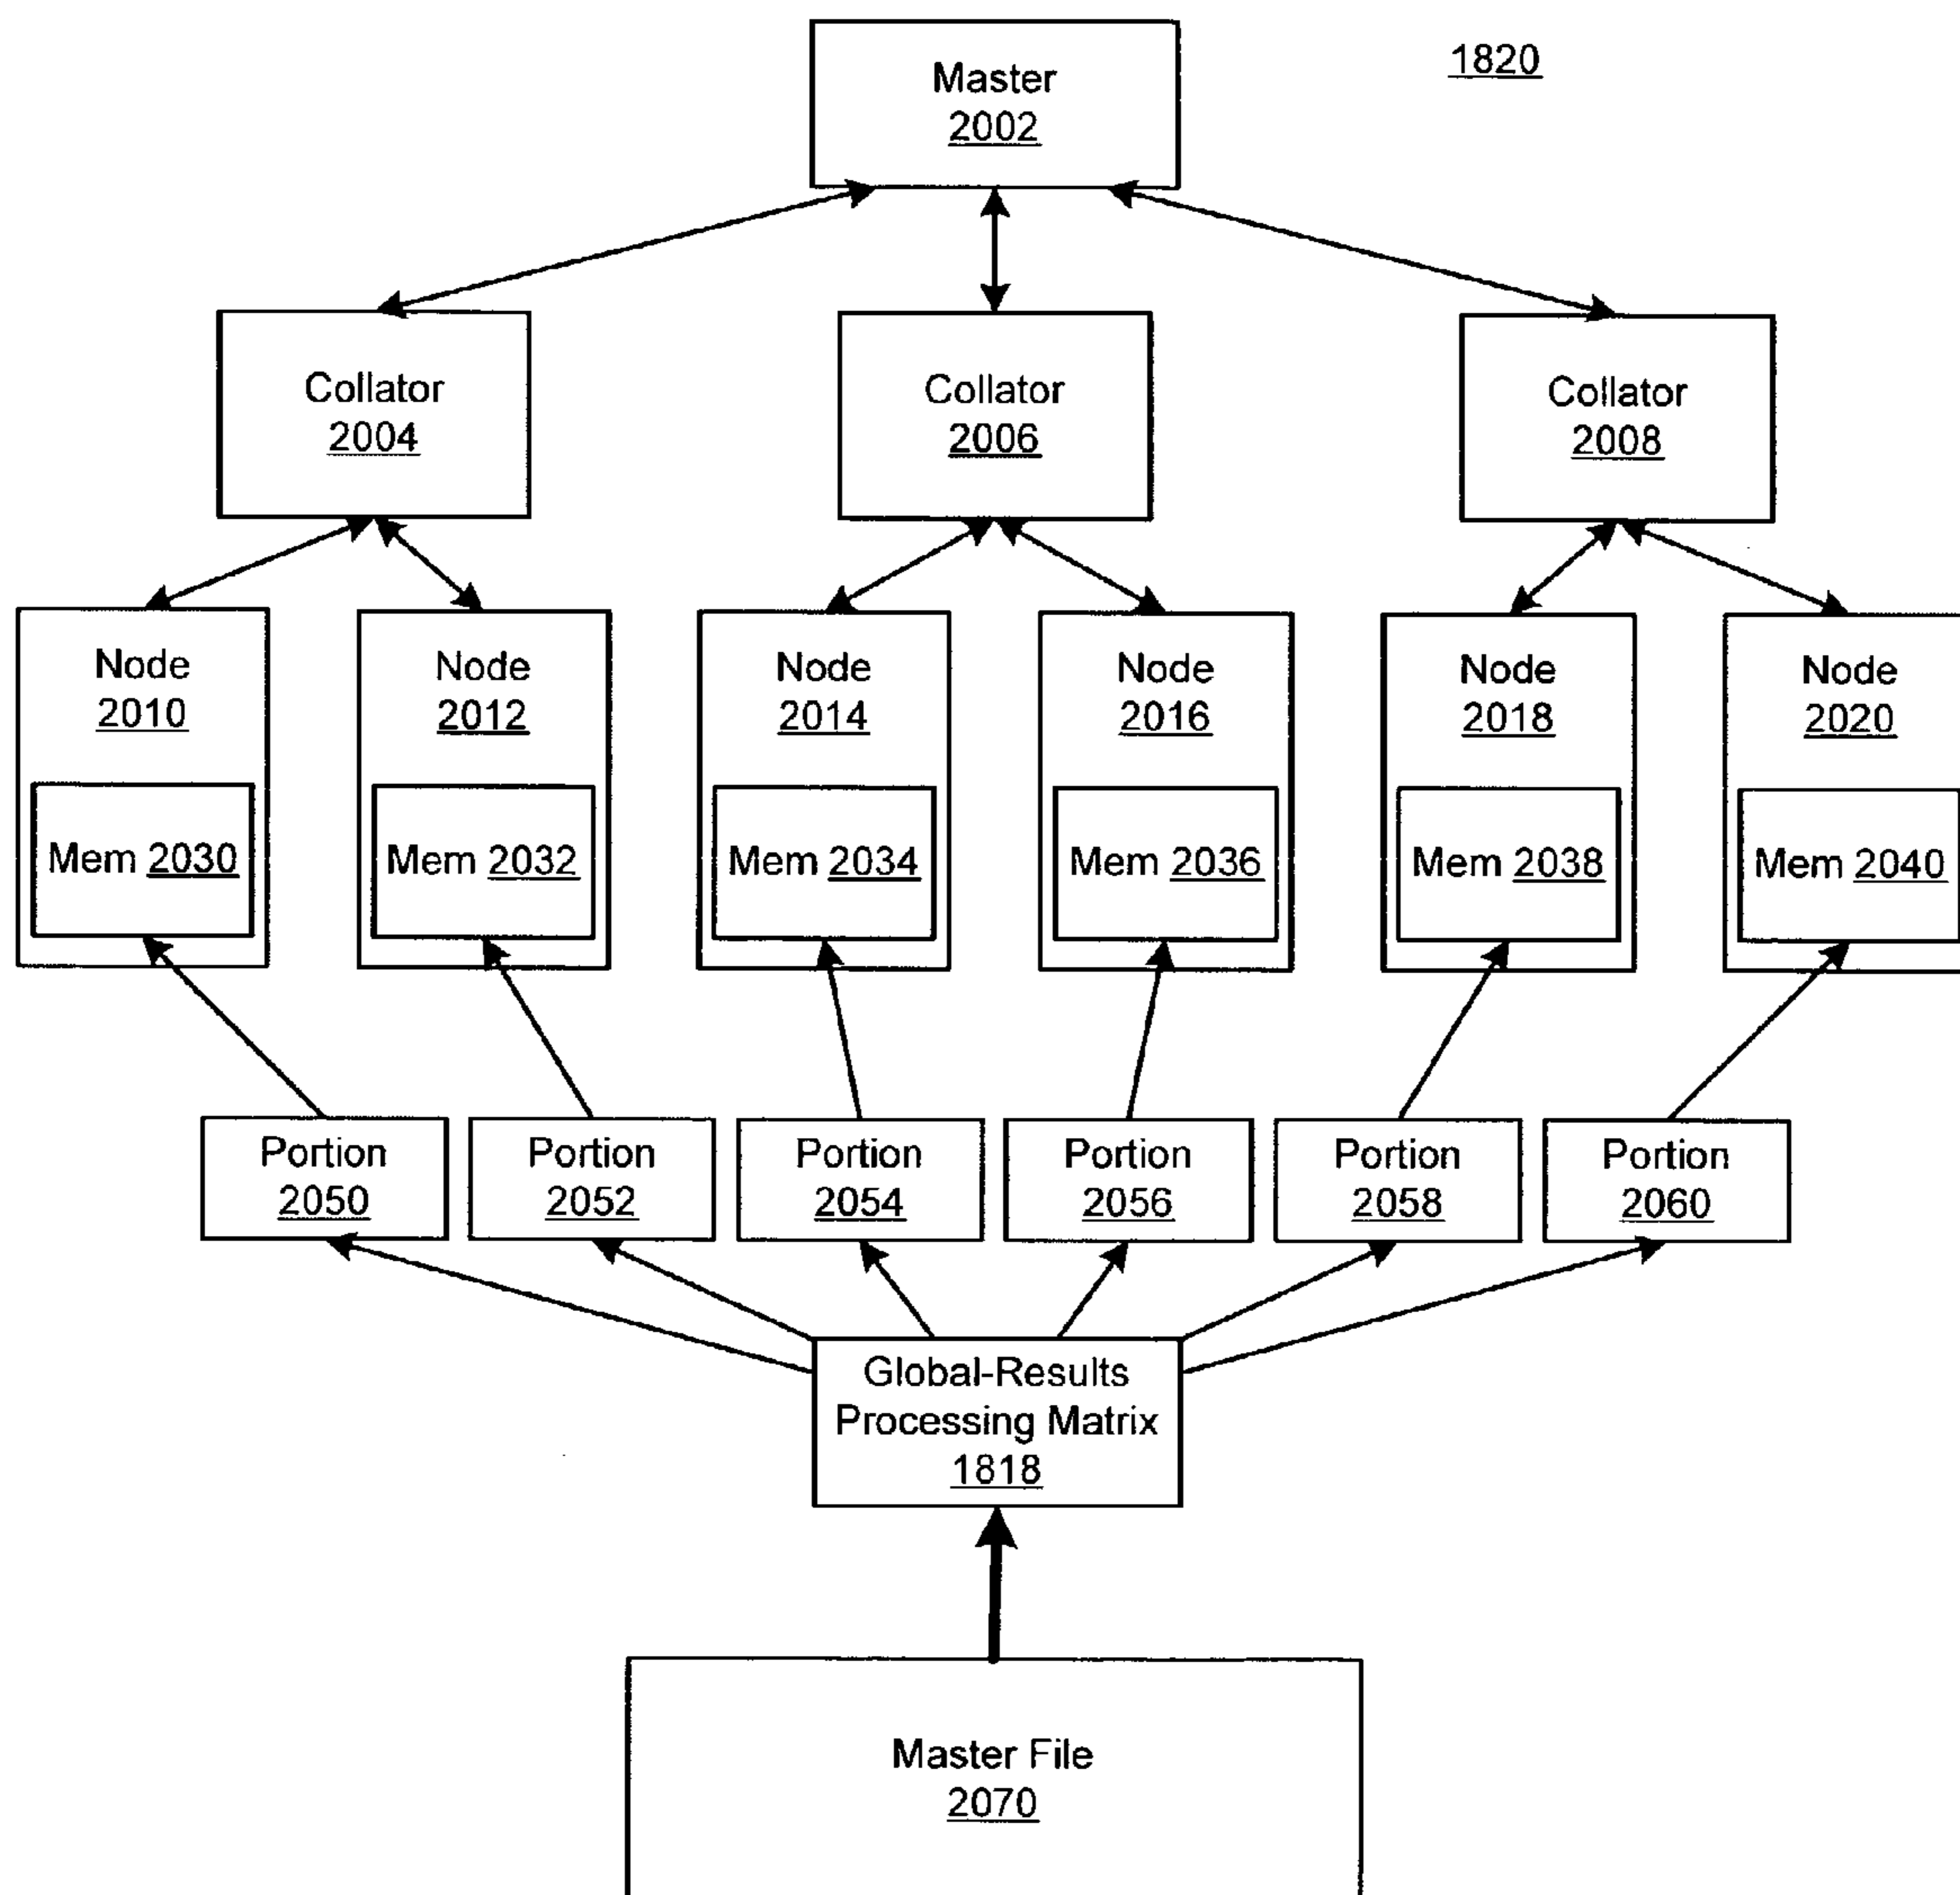 1820
Master
2002
Collator
2004
Collator
2006
Collator
2008
Node
2010
Node
2012
Node
2014
Node
2016
Node
2018
Node
2020
Mem 2030
Mem 2032
Mem 2034
Mem 2036
Mem 2038
Mem 2040
Portion
2050
Portion
2052
Portion
2054
Portion
2056
Portion
2058
Portion
2060
Global-Results
Processing Matrix
1818
Master File
2070